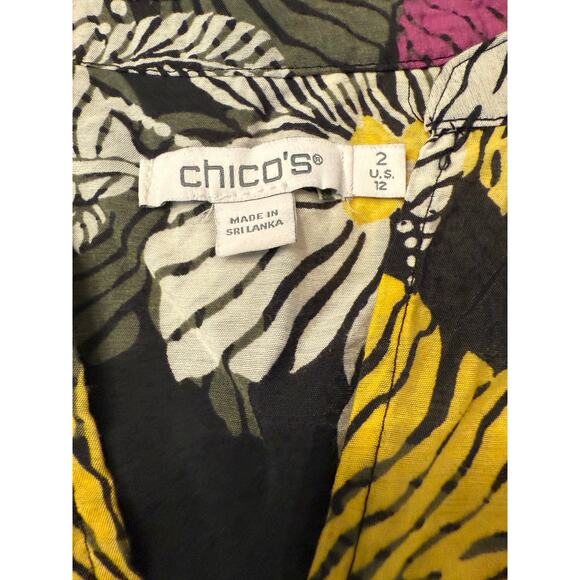 chico's®
2
U.S.
12
MADE IN
SRI LANKA